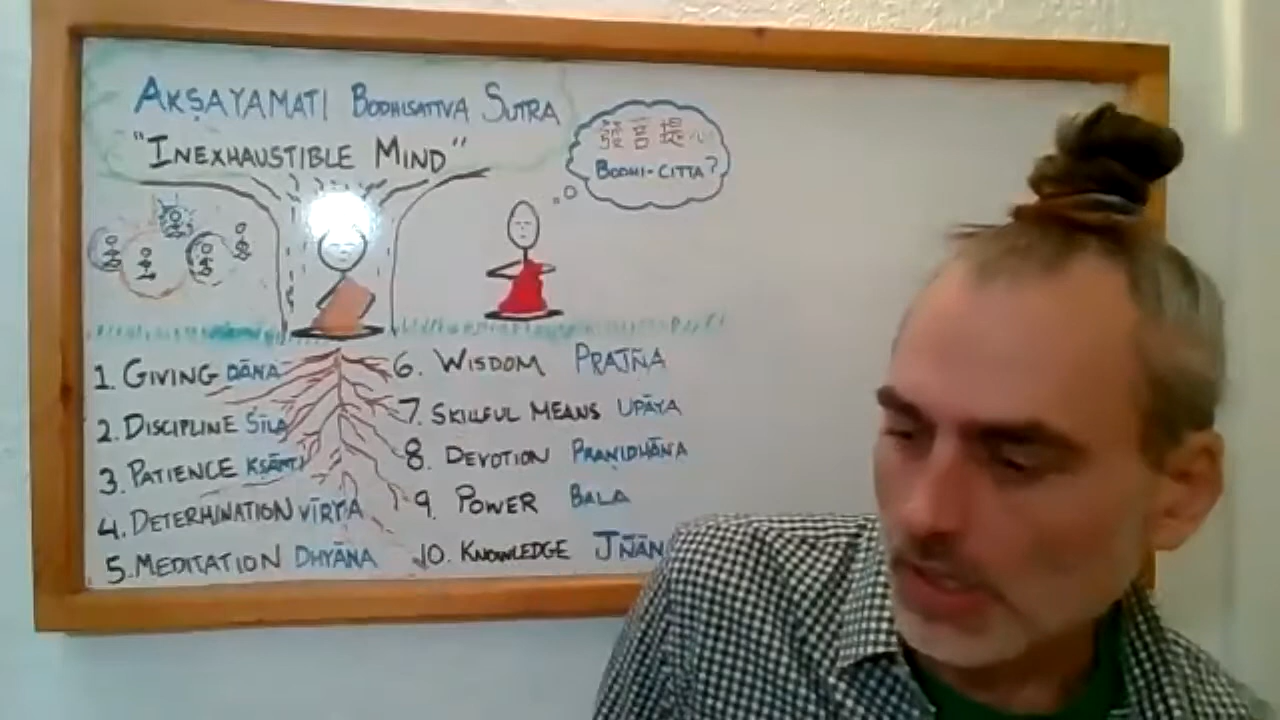 AKṢAYAMATI BODHISATTVA SUTRA
"INEXHAUSTIBLE MIND"
發菩提心
BODHI-CITTA?
1. GIVING DĀNA
2. DISCIPLINE ŚĪLA
3. PATIENCE KṢĀNTI
4. DETERMINATION VĪRYA
5. MEDITATION DHYĀNA
6. WISDOM PRAJÑA
7. SKILLFUL MEANS UPĀYA
8. DEVOTION PRAṆIDHĀNA
9. POWER BALA
10. KNOWLEDGE JÑĀN